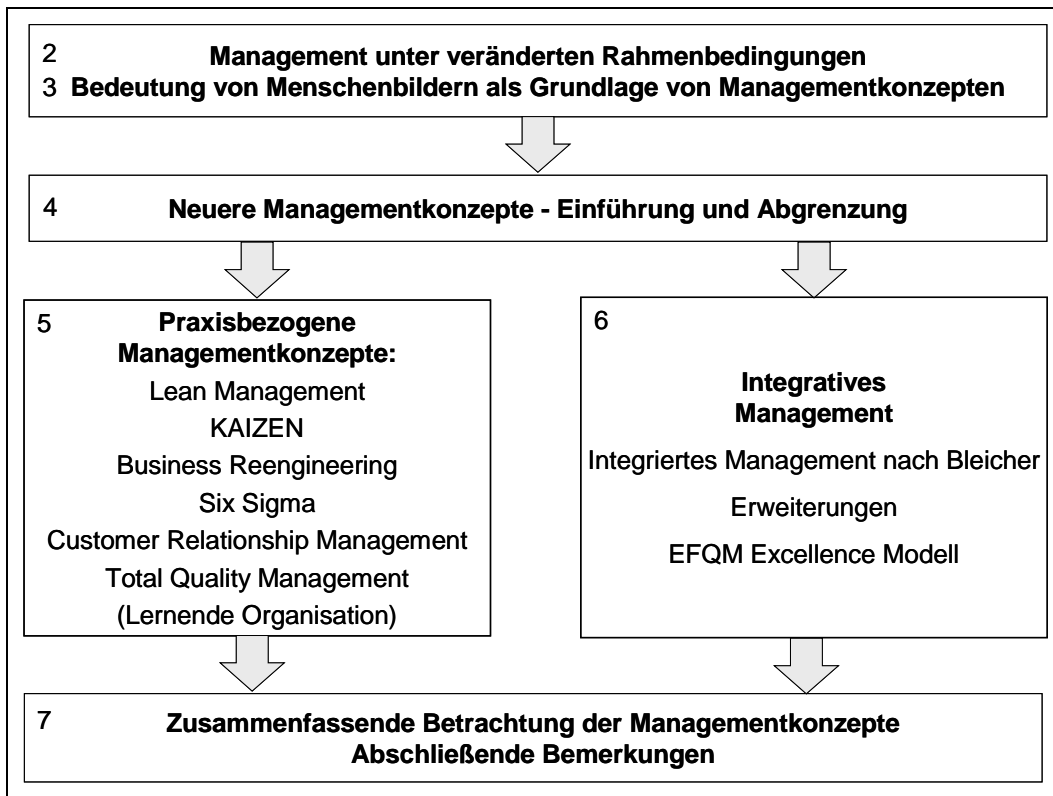 2 Management unter veränderten Rahmenbedingungen
3 Bedeutung von Menschenbildern als Grundlage von Managementkonzepten
4 Neuere Managementkonzepte - Einführung und Abgrenzung
5 Praxisbezogene
Managementkonzepte:
Lean Management
KAIZEN
Business Reengineering
Six Sigma
Customer Relationship Management
Total Quality Management
(Lernende Organisation)
6
Integratives
Management
Integriertes Management nach Bleicher
Erweiterungen
EFQM Excellence Modell
7 Zusammenfassende Betrachtung der Managementkonzepte
Abschließende Bemerkungen